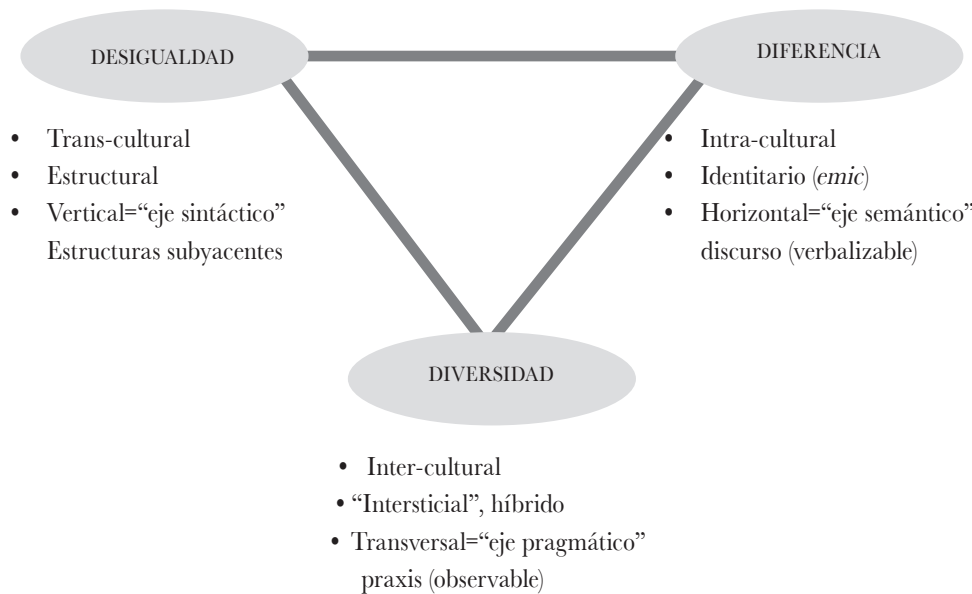 DESIGUALDAD
• Trans-cultural
• Estructural
• Vertical=“eje sintáctico”
Estructuras subyacentes
DIFERENCIA
• Intra-cultural
• Identitario (emic)
• Horizontal=“eje semántico”
discurso (verbalizable)
DIVERSIDAD
• Inter-cultural
• “Intersticial”, híbrido
• Transversal=“eje pragmático”
praxis (observable)